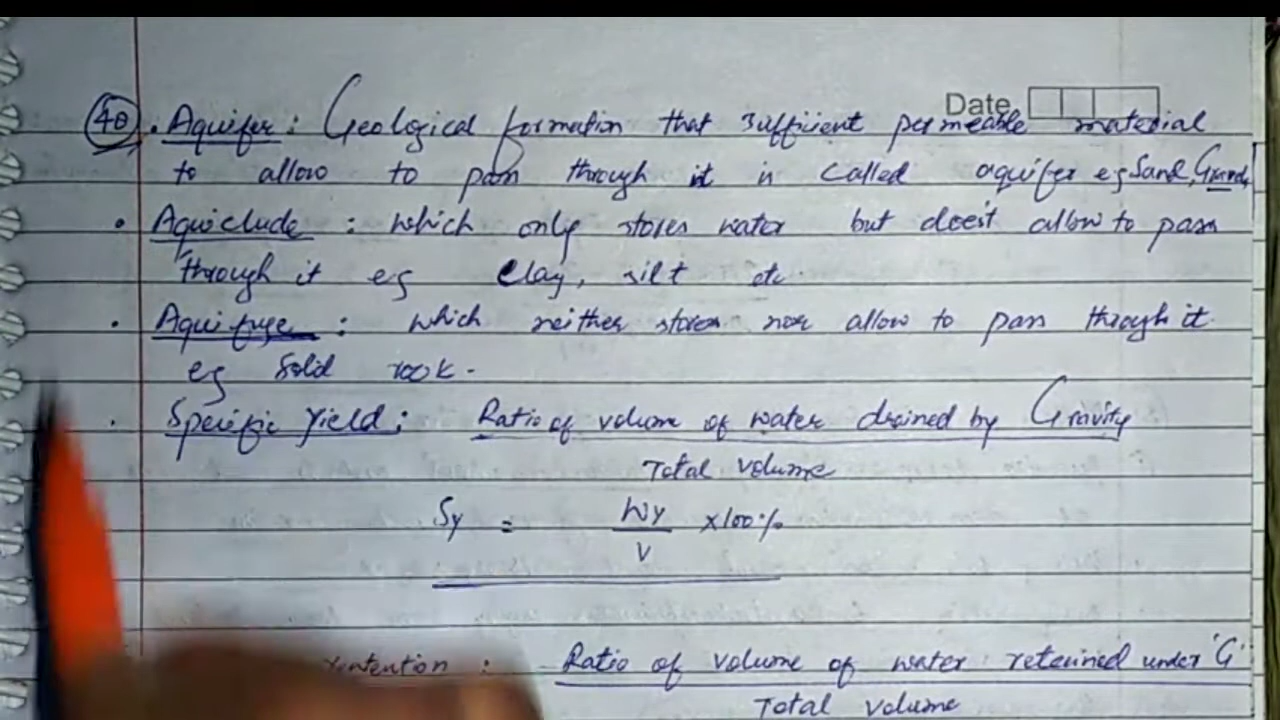 Date
40 . Aquifer : Geological formation that sufficient permeable material
to allow to pass through it is called aquifer eg Sand,
. Aquiclude : which only stores water but doesn't allow to pass
through it eg Clay, silt etc.
. Aquifuge : which neither stores nor allow to pass through it.
eg Solid rock.
. Specific Yield : Ratio of volume of water drained by Gravity
Total volume
Sy = Wy x100%
V
rentention : Ratio of volume of water retained under 'G'
Total volume